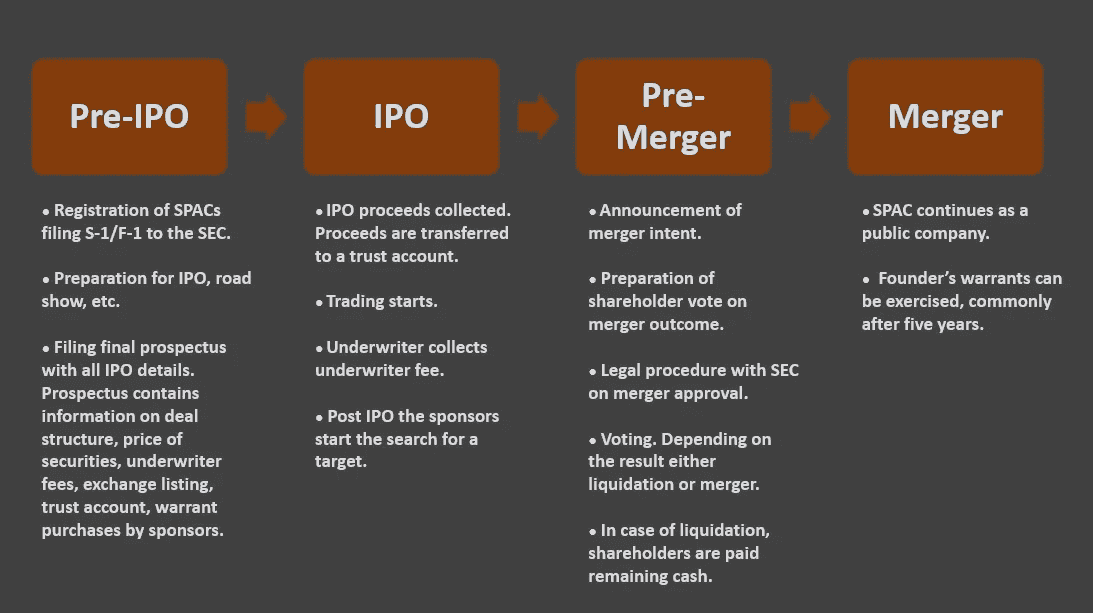 Pre-IPO
IPO
Pre-
Merger
Merger
• Registration of SPACs
filing S-1/F-1 to the SEC.
• Preparation for IPO, road
show, etc.
• Filing final prospectus
with all IPO details.
Prospectus contains
information on deal
structure, price of
securities, underwriter
fees, exchange listing,
trust account, warrant
purchases by sponsors.
• IPO proceeds collected.
Proceeds are transferred
to a trust account.
• Trading starts.
• Underwriter collects
underwriter fee.
• Post IPO the sponsors
start the search for a
target.
• Announcement of
merger intent.
• Preparation of
shareholder vote on
merger outcome.
• Legal procedure with SEC
on merger approval.
• Voting. Depending on
the result either
liquidation or merger.
• In case of liquidation,
shareholders are paid
remaining cash.
• SPAC continues as a
public company.
• Founder’s warrants can
be exercised, commonly
after five years.